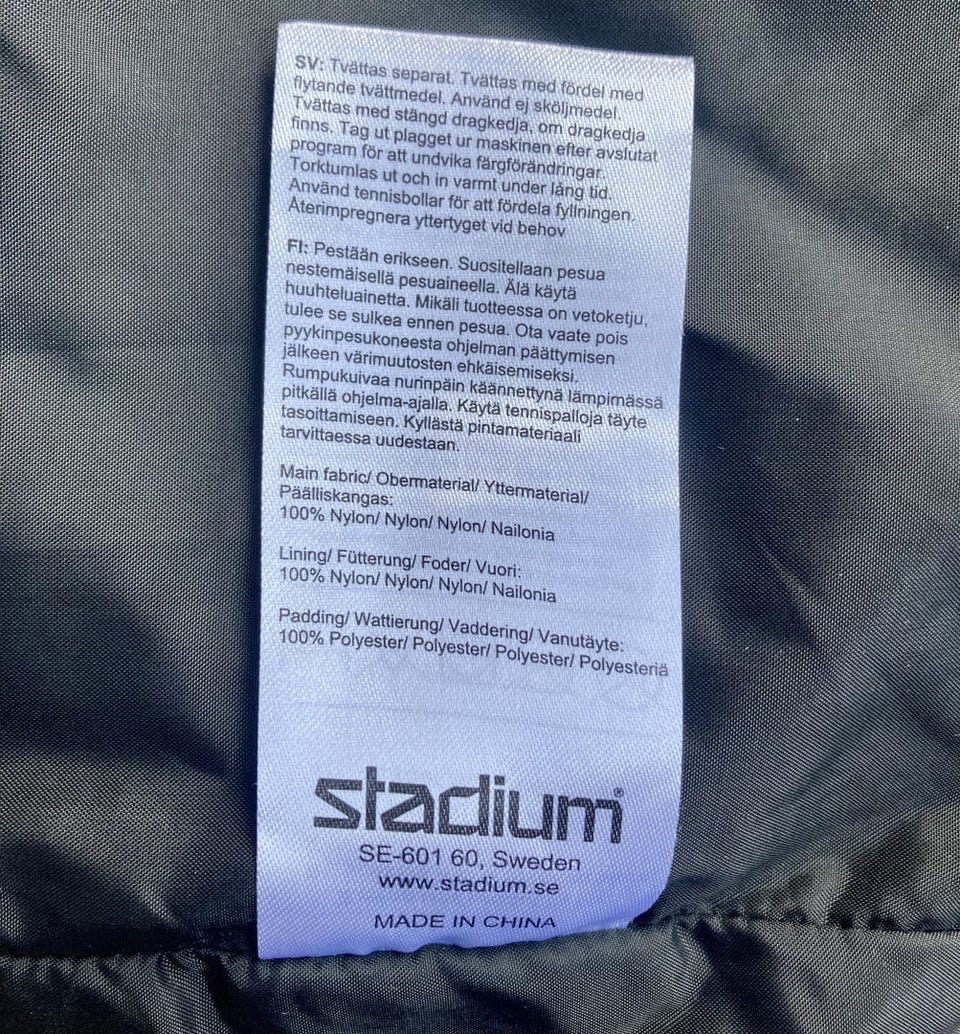 SV: Tvättas separat. Tvättas med fördel med
flytande tvättmedel. Använd ej sköljmedel.
Tvättas med stängd dragkedja, om dragkedja
finns. Tag ut plagget ur maskinen efter avslutat
program för att undvika färgförändringar.
Torktumlas ut och in varmt under lång tid.
Använd tennisbollar för att fördela fyllningen.
Återimpregnera yttertyget vid behov
FI: Pestään erikseen. Suositellaan pesua
nestemäisellä pesuaineella. Älä käytä
huuhteluainetta. Mikäli tuotteessa on vetoketju,
tulee se sulkea ennen pesua. Ota vaate pois
pyykinpesukoneesta ohjelman päättymisen
jälkeen värimuutosten ehkäisemiseksi.
Rumpukuivaa nurinpäin käännettynä lämpimässä
pitkällä ohjelma-ajalla. Käytä tennispalloja täyte
tasoittamiseen. Kyllästä pintamateriaali
tarvittaessa uudestaan.
Main fabric/ Obermaterial/ Yttermaterial/
Päälliskangas:
100% Nylon/ Nylon/ Nylon/ Nailonia
Lining/ Fütterung/ Foder/ Vuori:
100% Nylon/ Nylon/ Nylon/ Nailonia
Padding/ Wattierung/ Vaddering/ Vanutäyte:
100% Polyester/ Polyester/ Polyester/ Polyesteriä
stadium®
SE-601 60, Sweden
www.stadium.se
MADE IN CHINA